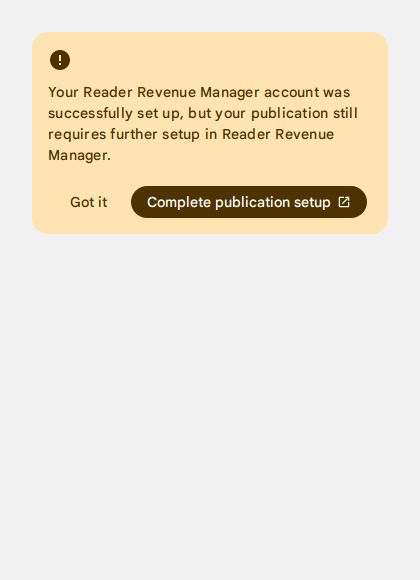 Your Reader Revenue Manager account was
successfully set up, but your publication still
requires further setup in Reader Revenue
Manager.
Got it
Complete publication setup